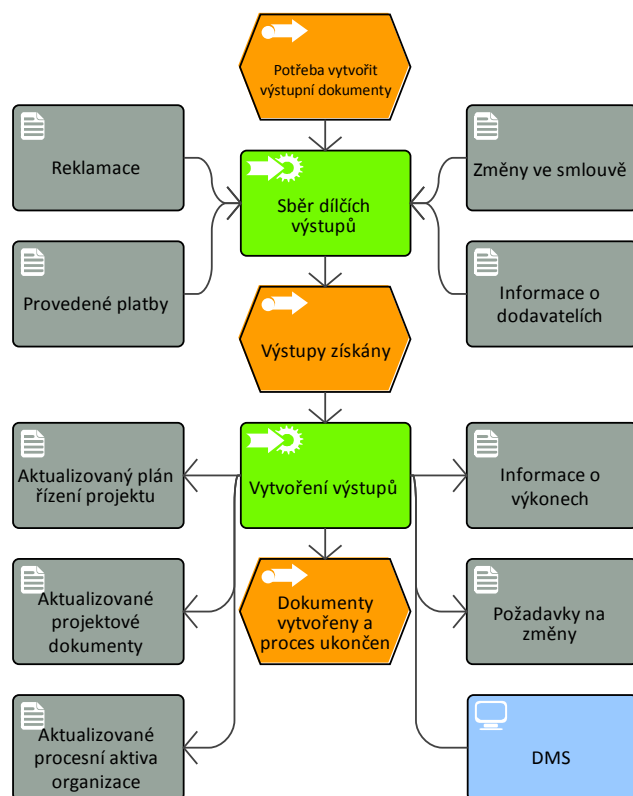 Potřeba vytvořit
výstupní dokumenty
Reklamace
Sběr dílčích
výstupů
Změny ve smlouvě
Provedené platby
Informace o
dodavatelích
Výstupy získány
Aktualizovaný plán
řízení projektu
Vytvoření výstupů
Informace o
výkonech
Aktualizované
projektové
dokumenty
Dokumenty
vytvořeny a
proces ukončen
Požadavky na
změny
Aktualizované
procesní aktiva
organizace
DMS